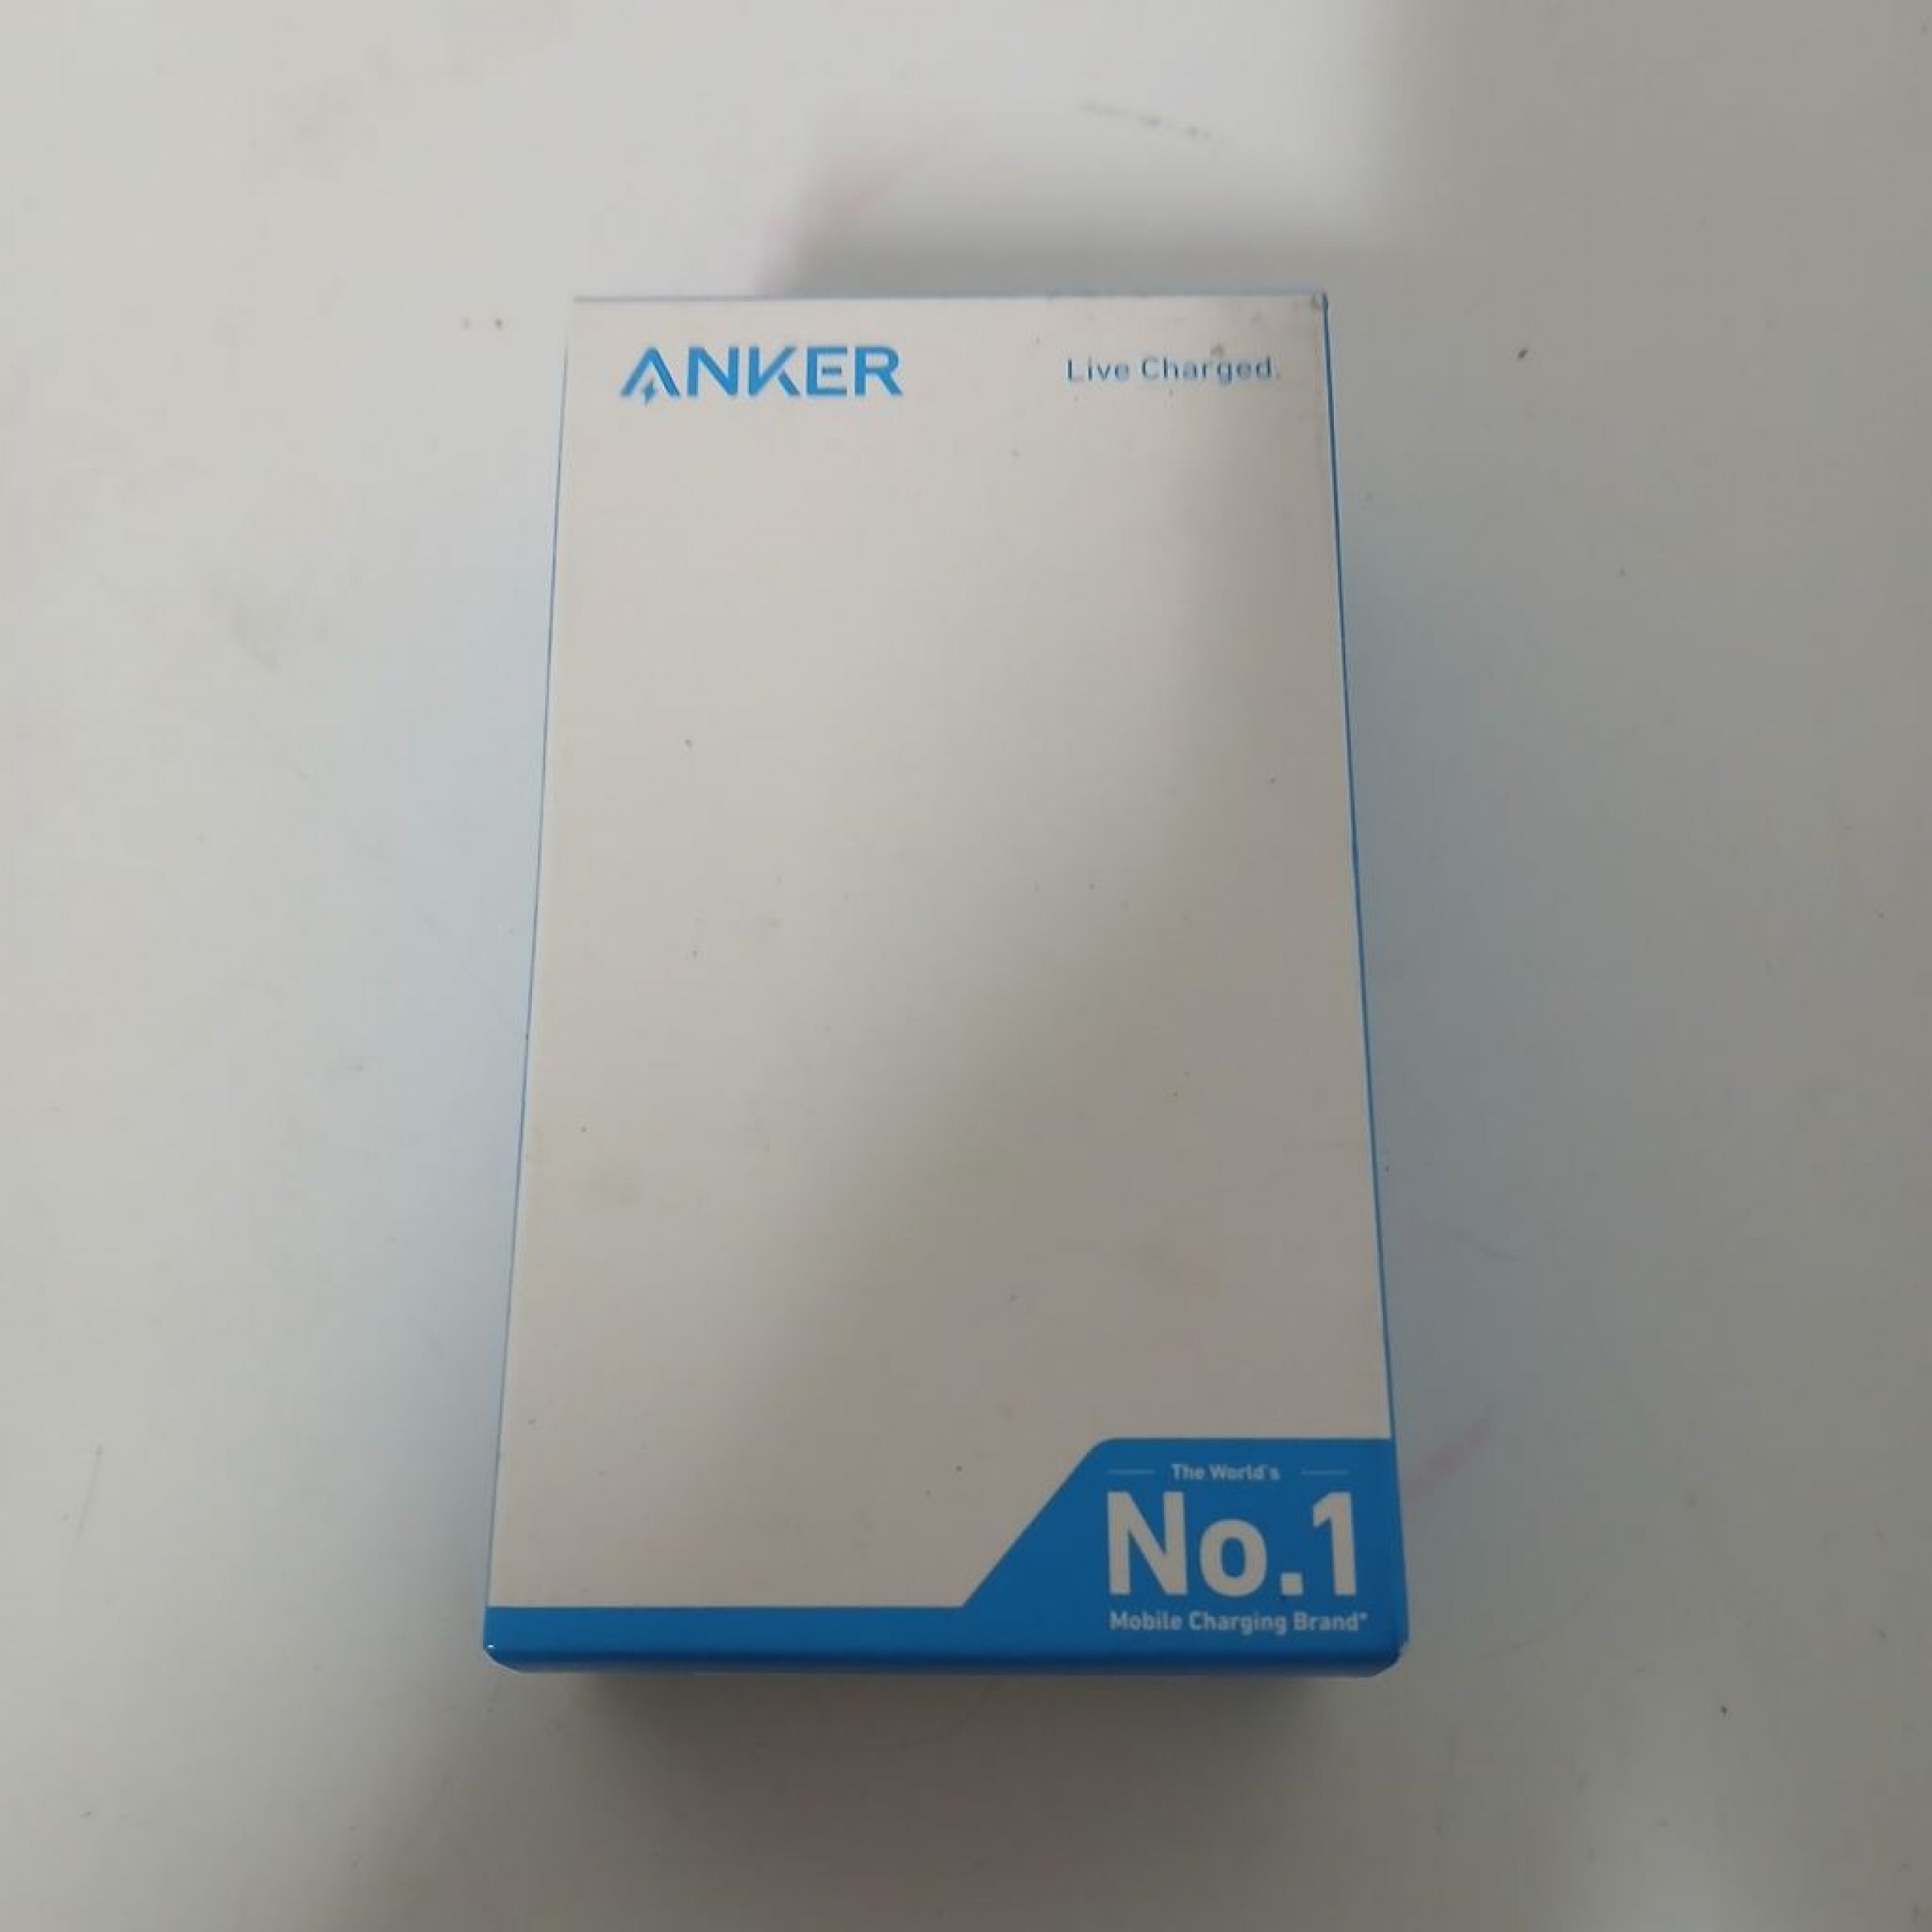 ANKER
Live Charged.
The World's
No.1
Mobile Charging Brand*